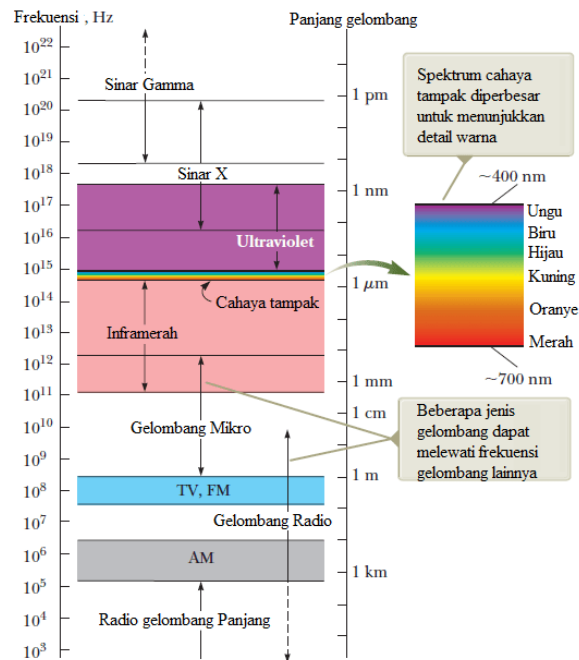 Frekuensi , Hz
Panjang gelombang
10²²
10²¹
10²⁰
10¹⁹
10¹⁸
10¹⁷
10¹⁶
10¹⁵
10¹⁴
10¹³
10¹²
10¹¹
10¹⁰
10⁹
10⁸
10⁷
10⁶
10⁵
10⁴
10³
Sinar Gamma
Sinar X
Ultraviolet
Cahaya tampak
Inframerah
Gelombang Mikro
TV, FM
Gelombang Radio
AM
Radio gelombang Panjang
1 pm
1 nm
1 μm
1 mm
1 cm
1 m
1 km
Spektrum cahaya
tampak diperbesar
untuk menunjukkan
detail warna
~400 nm
Ungu
Biru
Hijau
Kuning
Oranye
Merah
~700 nm
Beberapa jenis
gelombang dapat
melewati frekuensi
gelombang lainnya